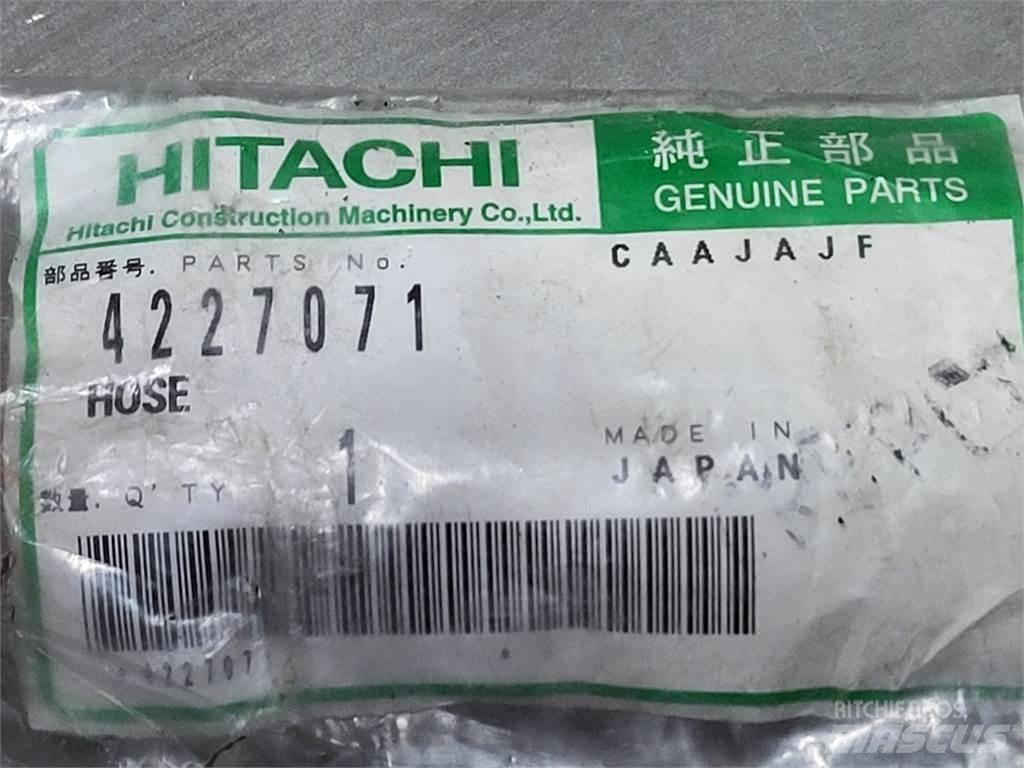 HITACHI
Hitachi Construction Machinery Co.,Ltd.
純正部品
GENUINE PARTS
部品番号. PARTS No.
CAAJAJF
4227071
HOSE
MADE IN
JAPAN
数量. Q'TY 1
422707
RITCHIE BROS.
MASCUS